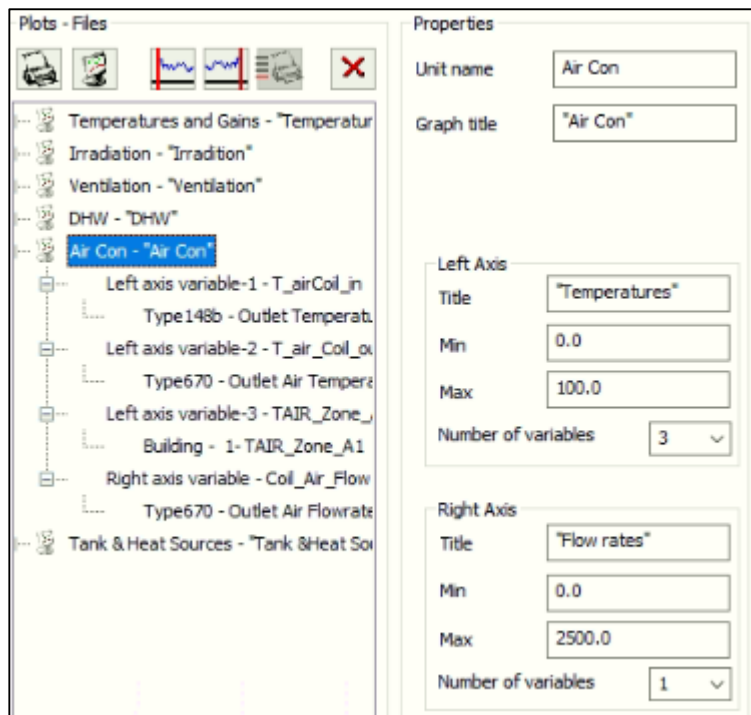 Plots - Files
Temperatures and Gains - "Temperatur
Irradiation - "Irradition"
Ventilation - "Ventilation"
DHW - "DHW"
Air Con - "Air Con"
Left axis variable-1 - T_airCoil_in
Type148b - Outlet Temperatu
Left axis variable-2 - T_air_Coil_ou
Type670 - Outlet Air Tempera
Left axis variable-3 - TAIR_Zone_A
Building - 1- TAIR_Zone_A1
Right axis variable - Coil_Air_Flow
Type670 - Outlet Air Flowrate
Tank & Heat Sources - "Tank &Heat Sou
Properties
Unit name
Air Con
Graph title
"Air Con"
Left Axis
Title
"Temperatures"
Min
0.0
Max
100.0
Number of variables
3
Right Axis
Title
"Flow rates"
Min
0.0
Max
2500.0
Number of variables
1